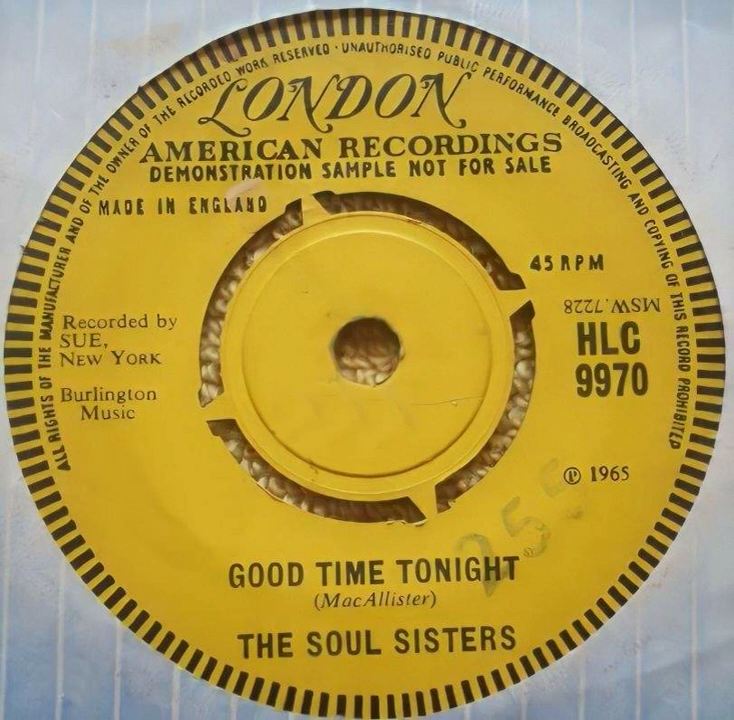 ALL RIGHTS OF THE MANUFACTURER AND OF THE OWNER OF THE RECORDED WORK RESERVED · UNAUTHORISED PUBLIC PERFORMANCE BROADCASTING AND COPYING OF THIS RECORD PROHIBITED
LONDON
AMERICAN RECORDINGS
DEMONSTRATION SAMPLE NOT FOR SALE
MADE IN ENGLAND
45 RPM
MSW.7228
HLC
9970
Recorded by
SUE,
NEW YORK
Burlington
Music
℗ 1965
255
GOOD TIME TONIGHT
(MacAllister)
THE SOUL SISTERS